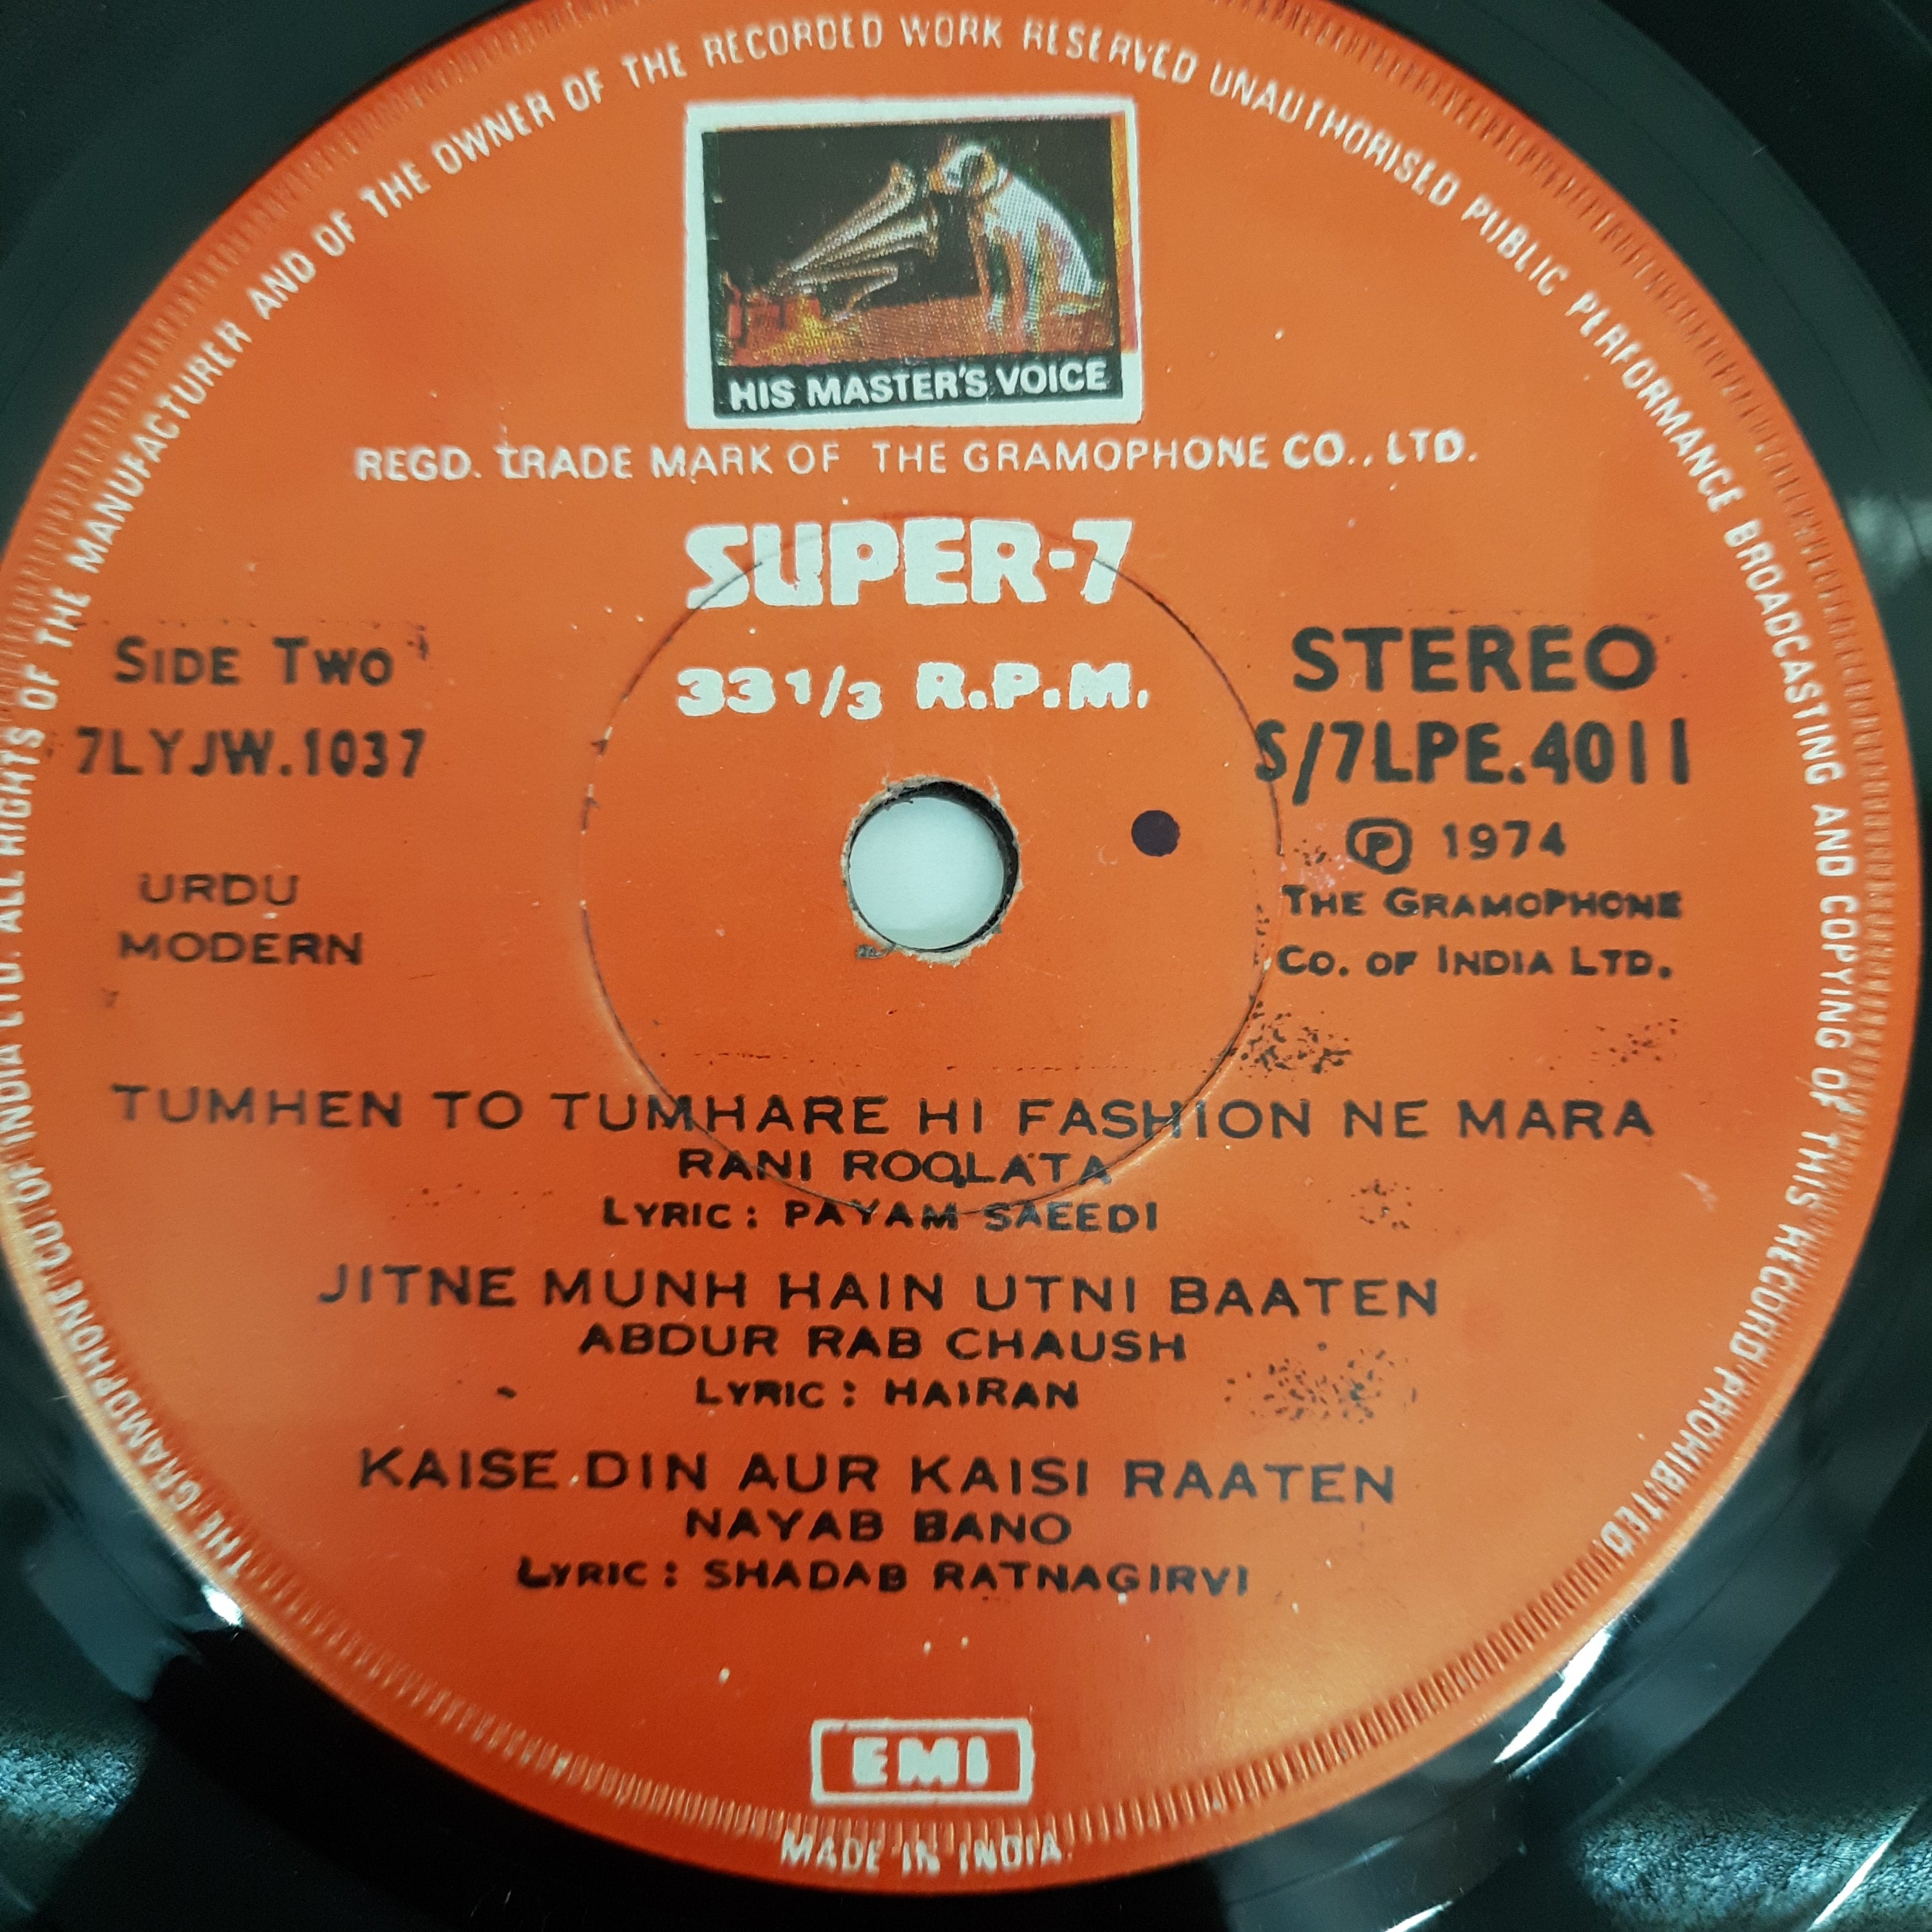 THE GRAMOPHONE CO. OF INDIA LTD. ALL RIGHTS OF THE MANUFACTURER AND OF THE OWNER OF THE RECORDED WORK RESERVED UNAUTHORISED PUBLIC PERFORMANCE BROADCASTING AND COPYING OF THIS RECORD PROHIBITED
HIS MASTER'S VOICE
REGD. TRADE MARK OF THE GRAMOPHONE CO., LTD.
SUPER-7
33 1/3 R.P.M.
SIDE TWO
7LYJW.1037
URDU
MODERN
STEREO
S/7LPE.4011
Ⓟ 1974
THE GRAMOPHONE
CO. OF INDIA LTD.
TUMHEN TO TUMHARE HI FASHION NE MARA
RANI ROOLATA
LYRIC : PAYAM SAEEDI
JITNE MUNH HAIN UTNI BAATEN
ABDUR RAB CHAUSH
LYRIC : HAIRAN
KAISE DIN AUR KAISI RAATEN
NAYAB BANO
LYRIC : SHADAB RATNAGIRVI
EMI
MADE IN INDIA